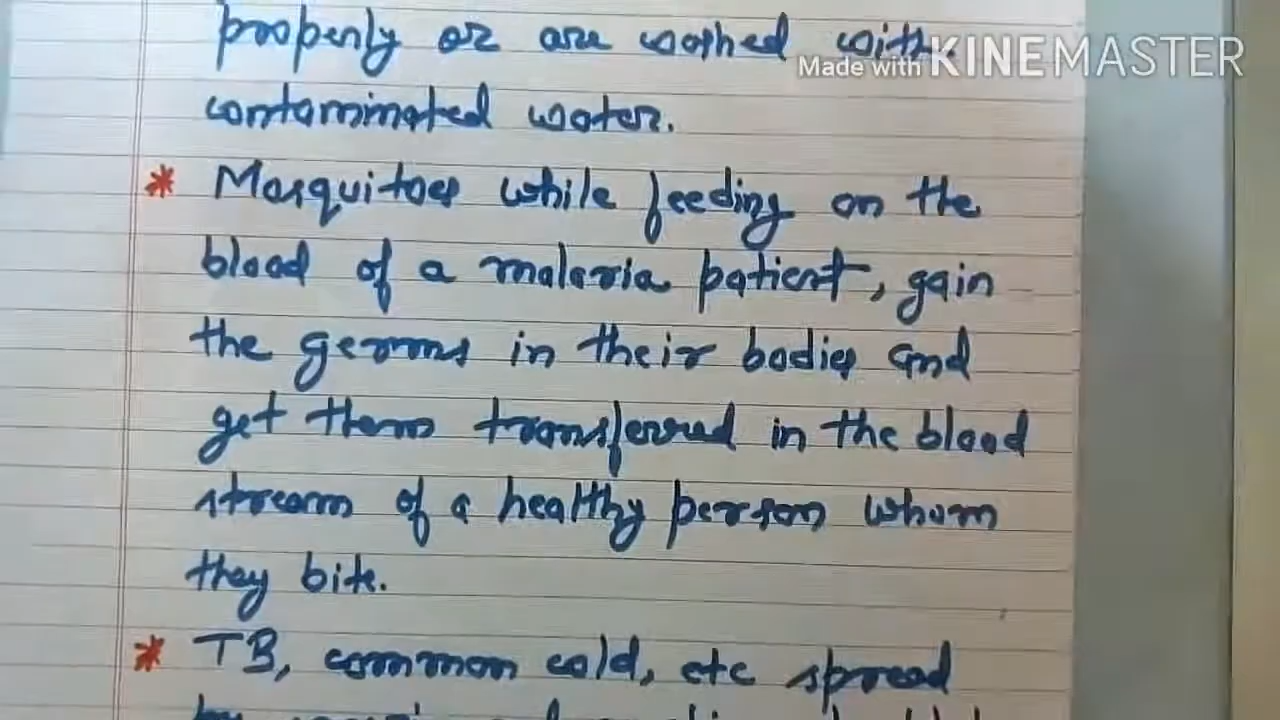 properly or are washed with
Made with KINEMASTER
contaminated water.
* Mosquitoes while feeding on the
blood of a malaria patient, gain
the germs in their bodies and
get them transferred in the blood
stream of a healthy person whom
they bite.
* TB, common cold, etc spread
by